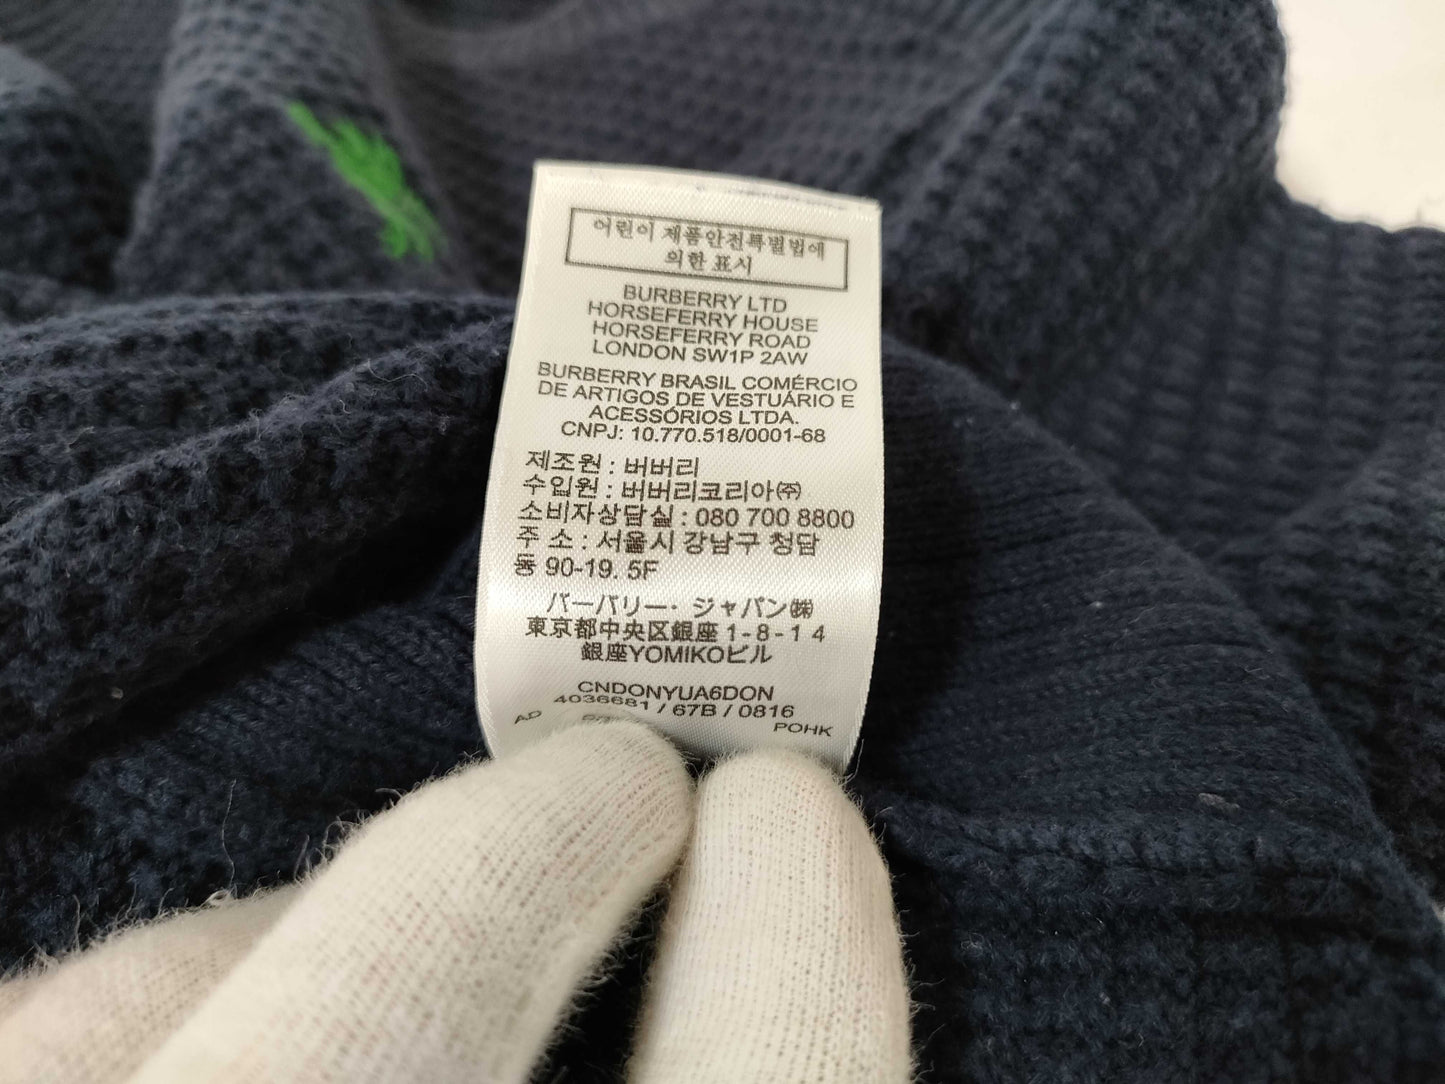 어린이 제품안전특별법에
의한 표시
BURBERRY LTD
HORSEFERRY HOUSE
HORSEFERRY ROAD
LONDON SW1P 2AW
BURBERRY BRASIL COMÉRCIO
DE ARTIGOS DE VESTUÁRIO E
ACESSÓRIOS LTDA.
CNPJ: 10.770.518/0001-68
제조원 : 버버리
수입원 : 버버리코리아㈜
소비자상담실 : 080 700 8800
주 소 : 서울시 강남구 청담
동 90-19. 5F
バーバリー・ジャパン㈱
東京都中央区銀座1-8-14
銀座YOMIKOビル
CNDONYUA6DON
4036681 / 67B / 0816
AD POHK